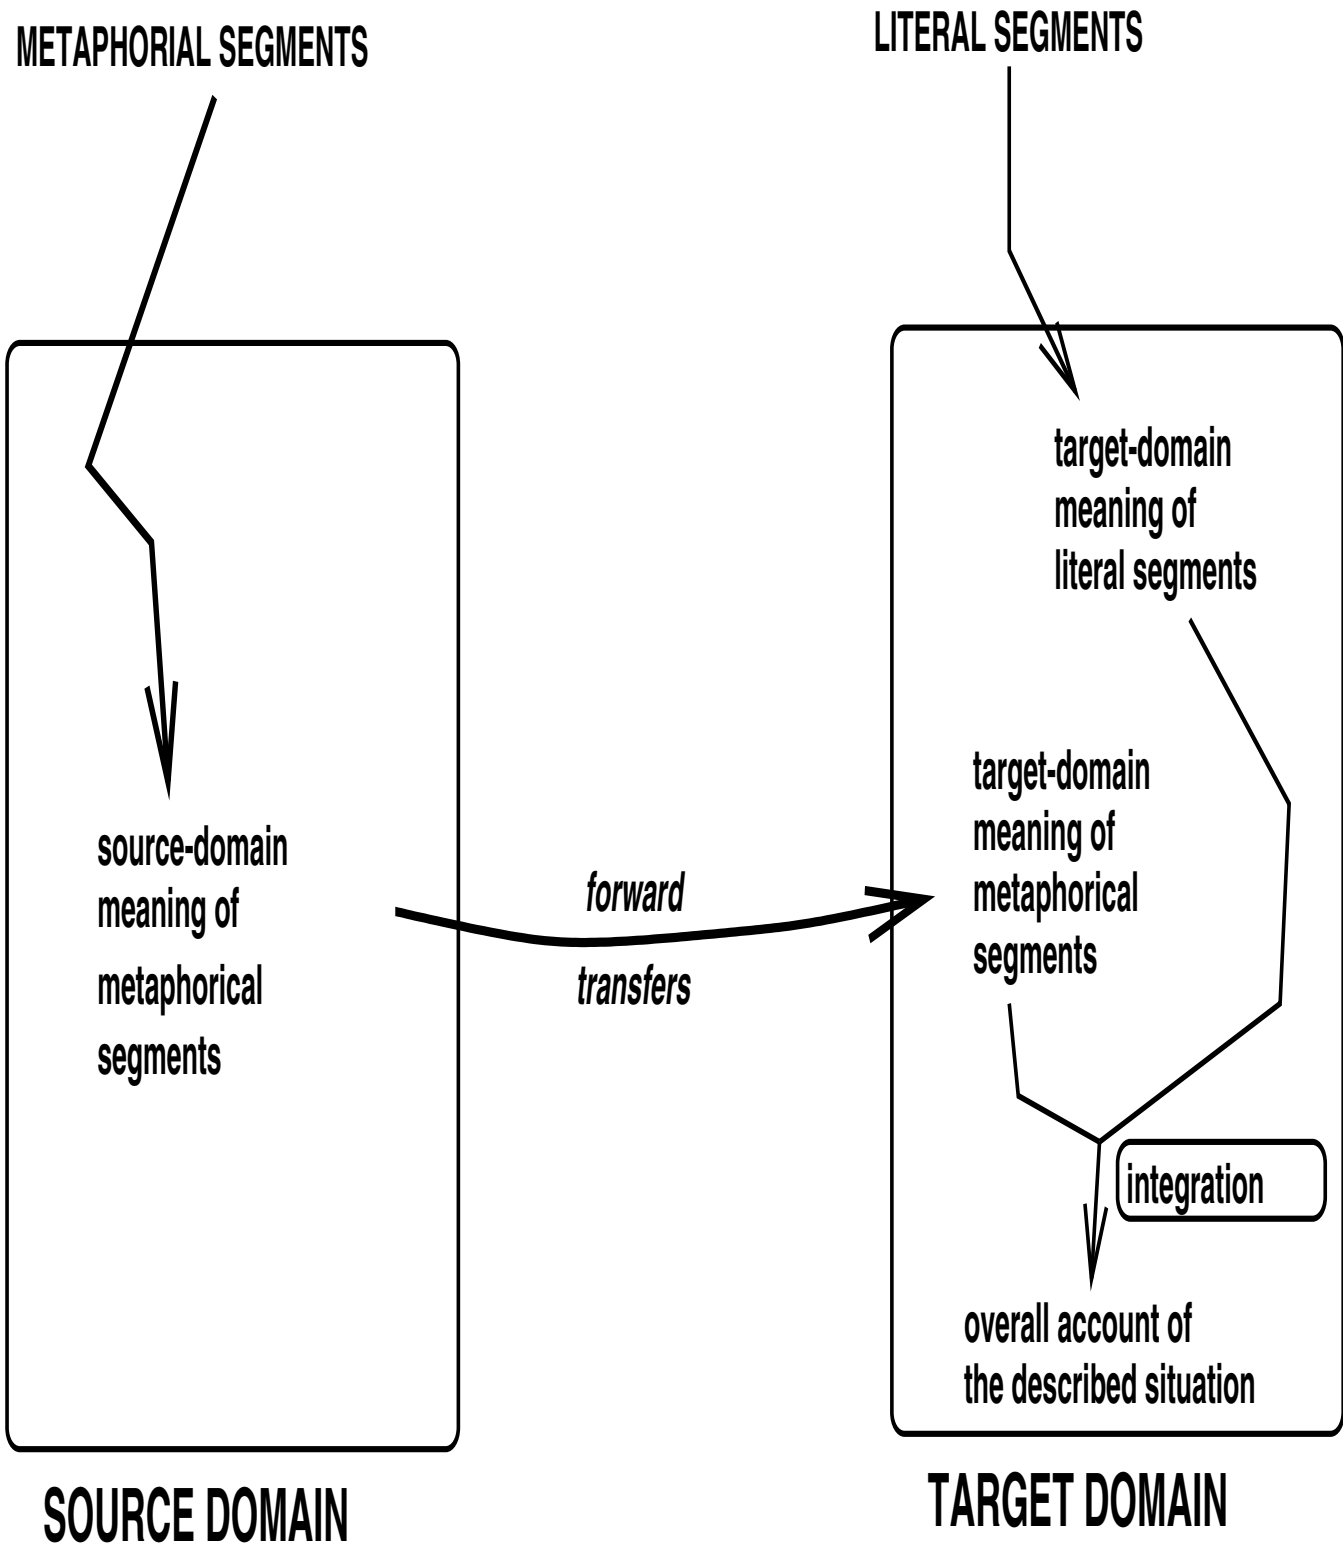 METAPHORIAL SEGMENTS
LITERAL SEGMENTS
target-domain
meaning of
literal segments
target-domain
meaning of
metaphorical
segments
source-domain
meaning of
metaphorical
segments
forward
transfers
integration
overall account of
the described situation
SOURCE DOMAIN
TARGET DOMAIN